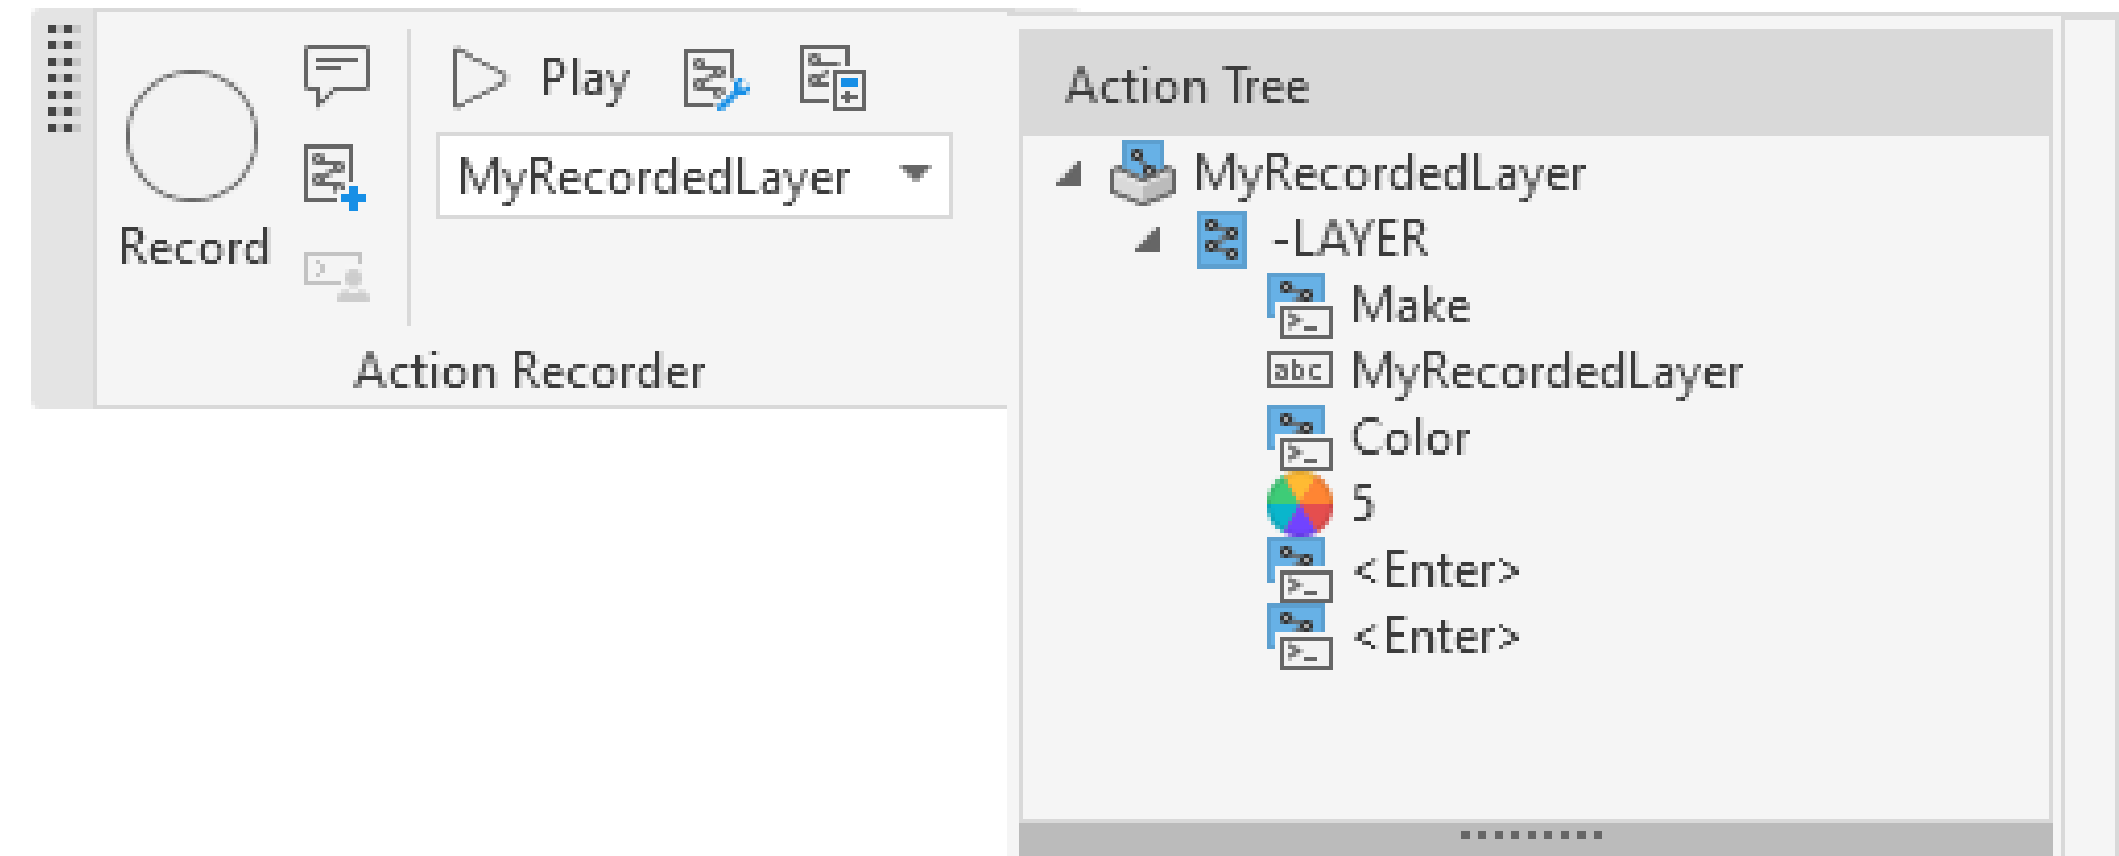 Play
MyRecordedLayer
Record
Action Recorder
Action Tree
MyRecordedLayer
-LAYER
Make
abc MyRecordedLayer
Color
5
<Enter>
<Enter>